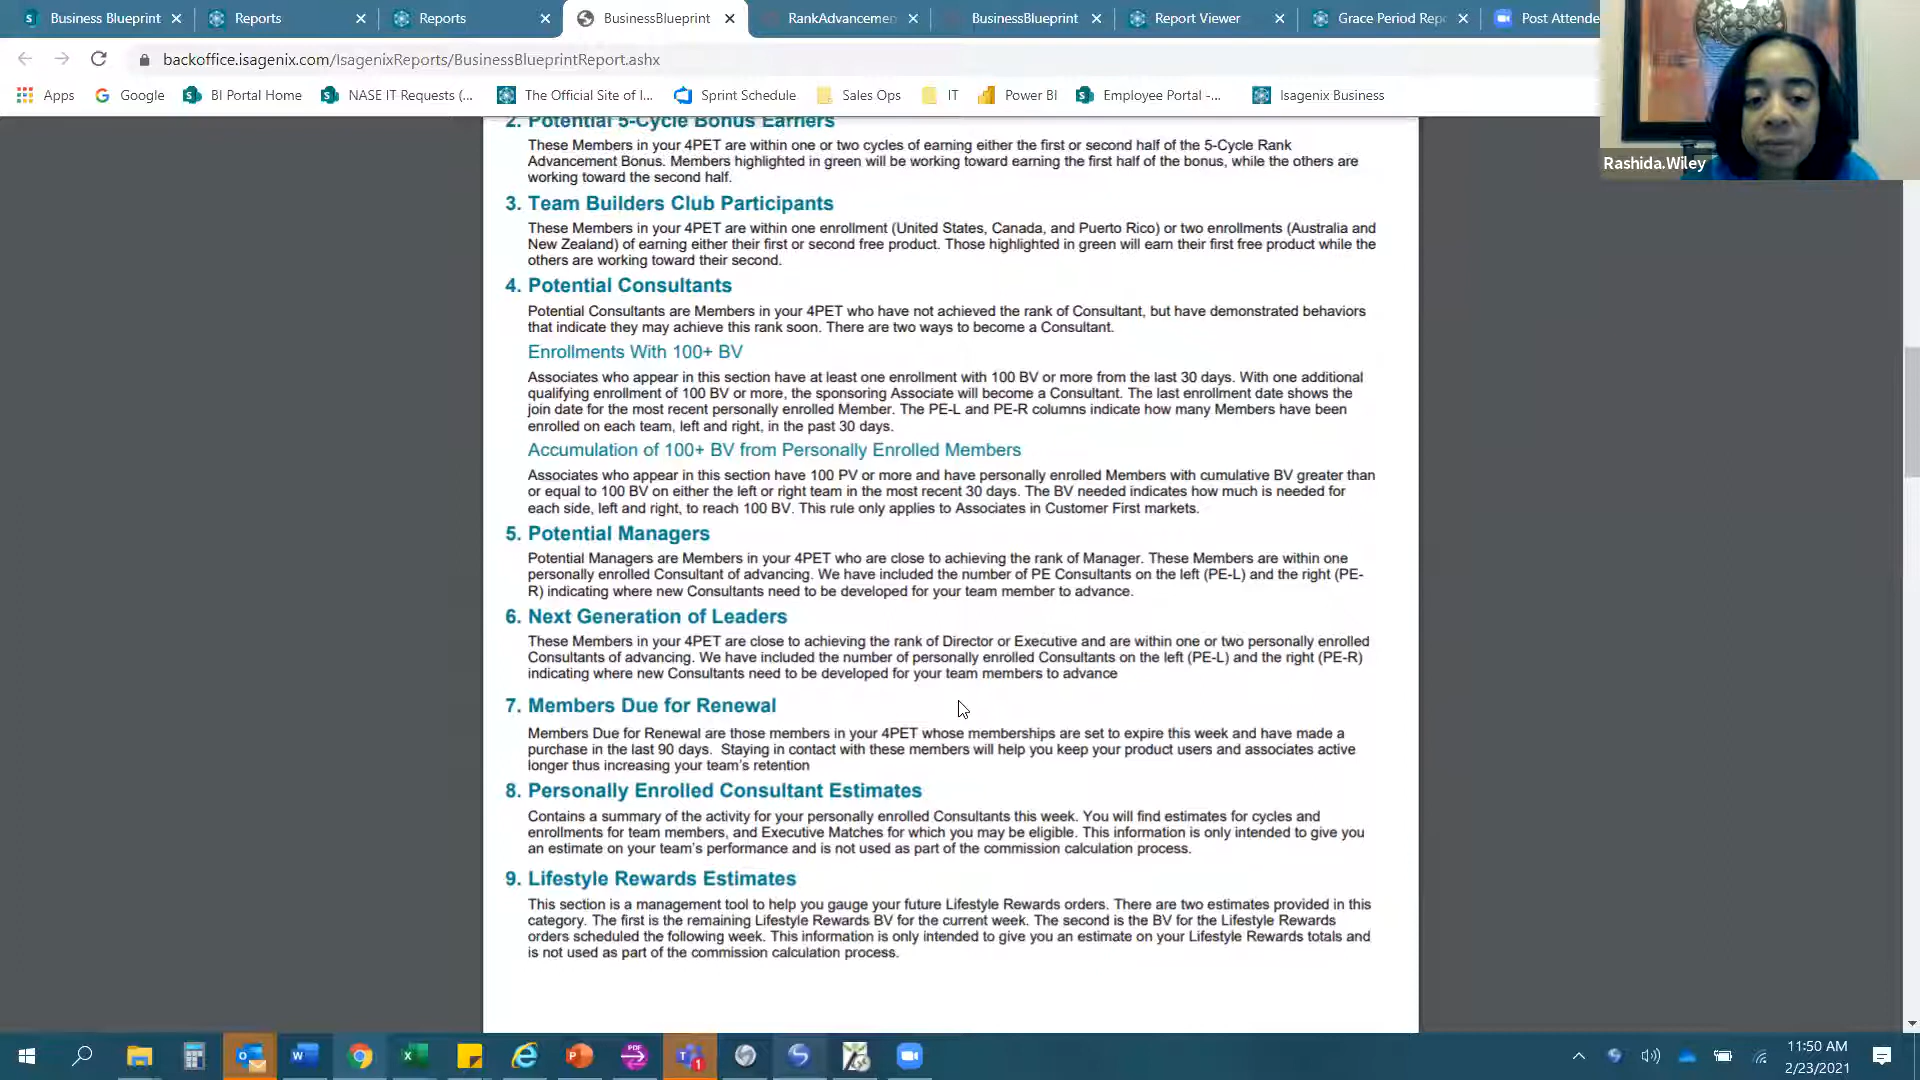 Business Blueprint
Reports
Reports
BusinessBlueprint
RankAdvancemen
BusinessBlueprint
Report Viewer
Grace Period Rep
Post Attende
backoffice.isagenix.com/IsagenixReports/BusinessBlueprintReport.ashx
Apps
Google
BI Portal Home
NASE IT Requests (...
The Official Site of I...
Sprint Schedule
Sales Ops
IT
Power BI
Employee Portal -...
Isagenix Business
Rashida.Wiley
2. Potential 5-Cycle Bonus Earners
These Members in your 4PET are within one or two cycles of earning either the first or second half of the 5-Cycle Rank
Advancement Bonus. Members highlighted in green will be working toward earning the first half of the bonus, while the others are
working toward the second half.
3. Team Builders Club Participants
These Members in your 4PET are within one enrollment (United States, Canada, and Puerto Rico) or two enrollments (Australia and
New Zealand) of earning either their first or second free product. Those highlighted in green will earn their first free product while the
others are working toward their second.
4. Potential Consultants
Potential Consultants are Members in your 4PET who have not achieved the rank of Consultant, but have demonstrated behaviors
that indicate they may achieve this rank soon. There are two ways to become a Consultant.
Enrollments With 100+ BV
Associates who appear in this section have at least one enrollment with 100 BV or more from the last 30 days. With one additional
qualifying enrollment of 100 BV or more, the sponsoring Associate will become a Consultant. The last enrollment date shows the
join date for the most recent personally enrolled Member. The PE-L and PE-R columns indicate how many Members have been
enrolled on each team, left and right, in the past 30 days.
Accumulation of 100+ BV from Personally Enrolled Members
Associates who appear in this section have 100 PV or more and have personally enrolled Members with cumulative BV greater than
or equal to 100 BV on either the left or right team in the most recent 30 days. The BV needed indicates how much is needed for
each side, left and right, to reach 100 BV. This rule only applies to Associates in Customer First markets.
5. Potential Managers
Potential Managers are Members in your 4PET who are close to achieving the rank of Manager. These Members are within one
personally enrolled Consultant of advancing. We have included the number of PE Consultants on the left (PE-L) and the right (PE-
R) indicating where new Consultants need to be developed for your team member to advance.
6. Next Generation of Leaders
These Members in your 4PET are close to achieving the rank of Director or Executive and are within one or two personally enrolled
Consultants of advancing. We have included the number of personally enrolled Consultants on the left (PE-L) and the right (PE-R)
indicating where new Consultants need to be developed for your team members to advance
7. Members Due for Renewal
Members Due for Renewal are those members in your 4PET whose memberships are set to expire this week and have made a
purchase in the last 90 days. Staying in contact with these members will help you keep your product users and associates active
longer thus increasing your team's retention
8. Personally Enrolled Consultant Estimates
Contains a summary of the activity for your personally enrolled Consultants this week. You will find estimates for cycles and
enrollments for team members, and Executive Matches for which you may be eligible. This information is only intended to give you
an estimate on your team's performance and is not used as part of the commission calculation process.
9. Lifestyle Rewards Estimates
This section is a management tool to help you gauge your future Lifestyle Rewards orders. There are two estimates provided in this
category. The first is the remaining Lifestyle Rewards BV for the current week. The second is the BV for the Lifestyle Rewards
orders scheduled the following week. This information is only intended to give you an estimate on your Lifestyle Rewards totals and
is not used as part of the commission calculation process.
11:50 AM
2/23/2021